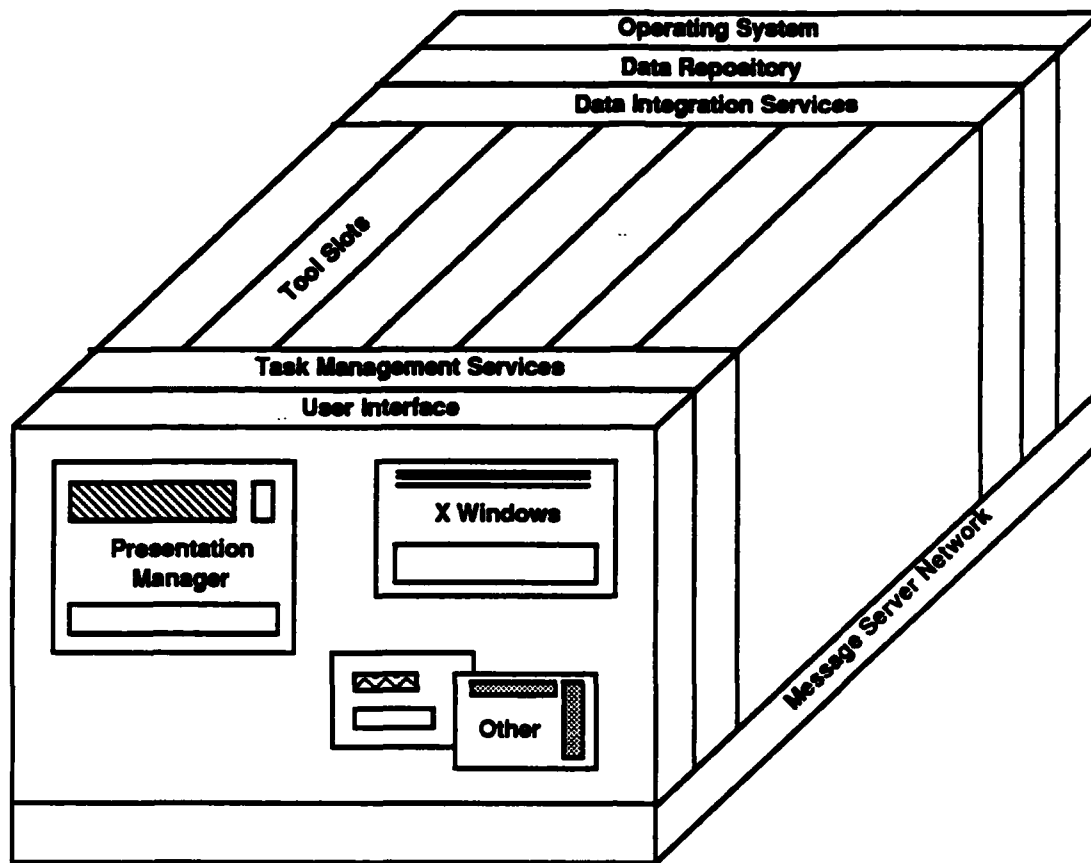 Operating System
Data Repository
Data Integration Services
Tool Slots
Task Management Services
User Interface
X Windows
Presentation
Manager
Other
Message Server Network